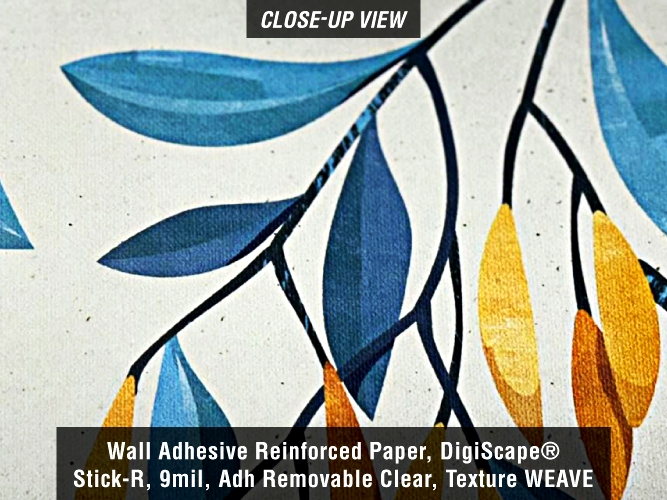 CLOSE-UP VIEW
Wall Adhesive Reinforced Paper, DigiScape®
Stick-R, 9mil, Adh Removable Clear, Texture WEAVE